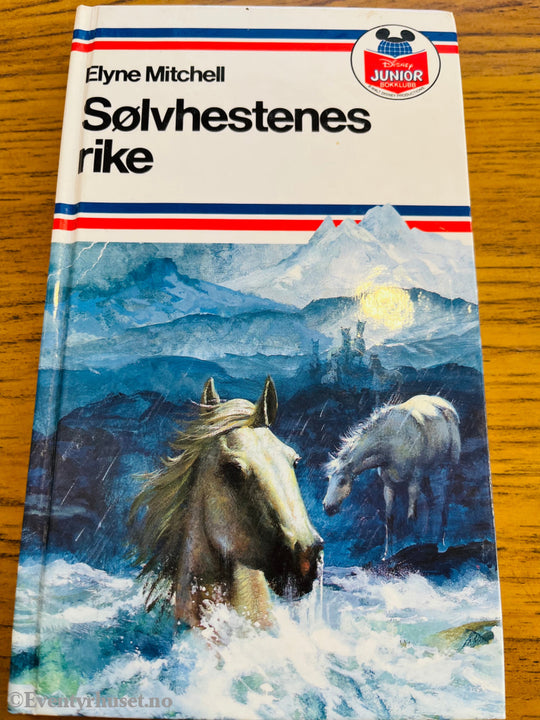 Elyne Mitchell
Sølvhestenes
rike
DISNEY
JUNIOR
BOKKLUBB
© Eventyrhuset.no